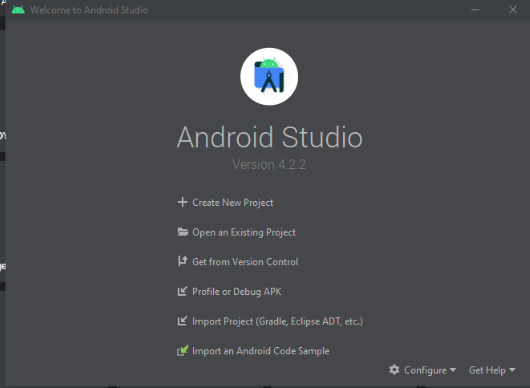 Welcome to Android Studio
Android Studio
Version 4.2.2
Create New Project
Open an Existing Project
Get from Version Control
Profile or Debug APK
Import Project (Gradle, Eclipse ADT, etc.)
Import an Android Code Sample
Configure Get Help